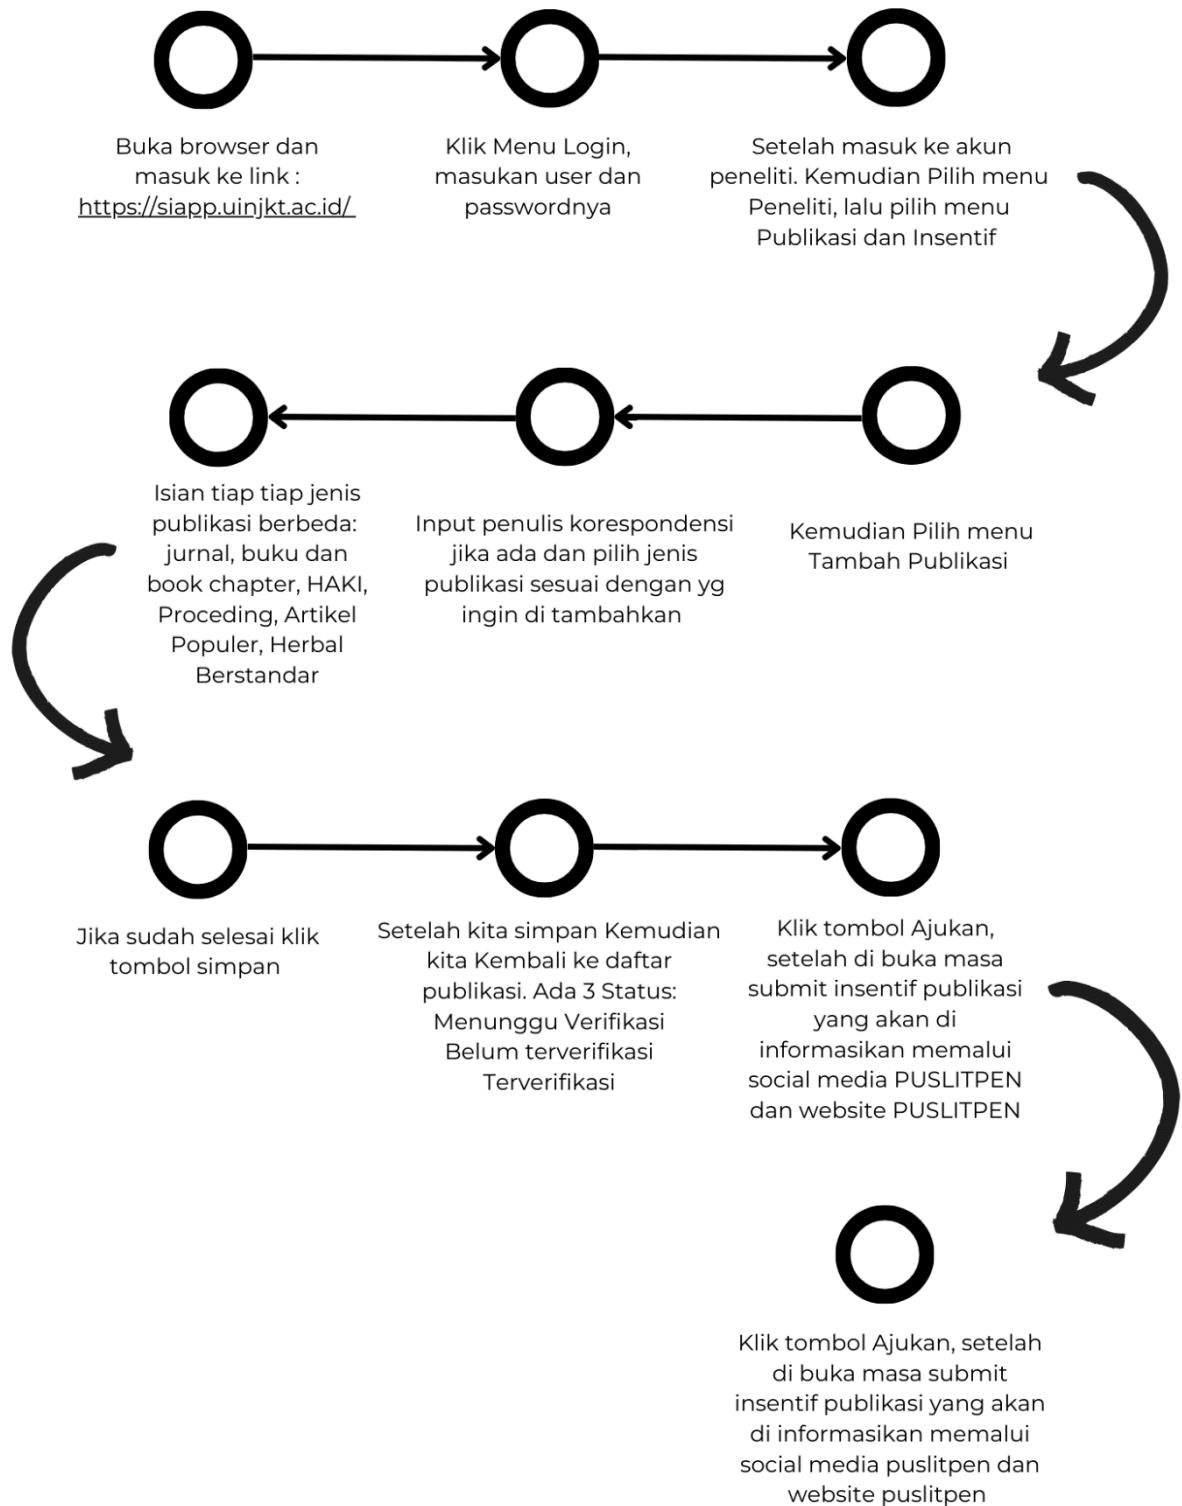 Buka browser dan
masuk ke link :
https://siapp.uinjkt.ac.id/
Klik Menu Login,
masukan user dan
passwordnya
Setelah masuk ke akun
peneliti. Kemudian Pilih menu
Peneliti, lalu pilih menu
Publikasi dan Insentif
Kemudian Pilih menu
Tambah Publikasi
Input penulis korespondensi
jika ada dan pilih jenis
publikasi sesuai dengan yg
ingin di tambahkan
Isian tiap tiap jenis
publikasi berbeda:
jurnal, buku dan
book chapter, HAKI,
Proceding, Artikel
Populer, Herbal
Berstandar
Jika sudah selesai klik
tombol simpan
Setelah kita simpan Kemudian
kita Kembali ke daftar
publikasi. Ada 3 Status:
Menunggu Verifikasi
Belum terverifikasi
Terverifikasi
Klik tombol Ajukan,
setelah di buka masa
submit insentif publikasi
yang akan di
informasikan memalui
social media PUSLITPEN
dan website PUSLITPEN
Klik tombol Ajukan, setelah
di buka masa submit
insentif publikasi yang akan
di informasikan memalui
social media puslitpen dan
website puslitpen